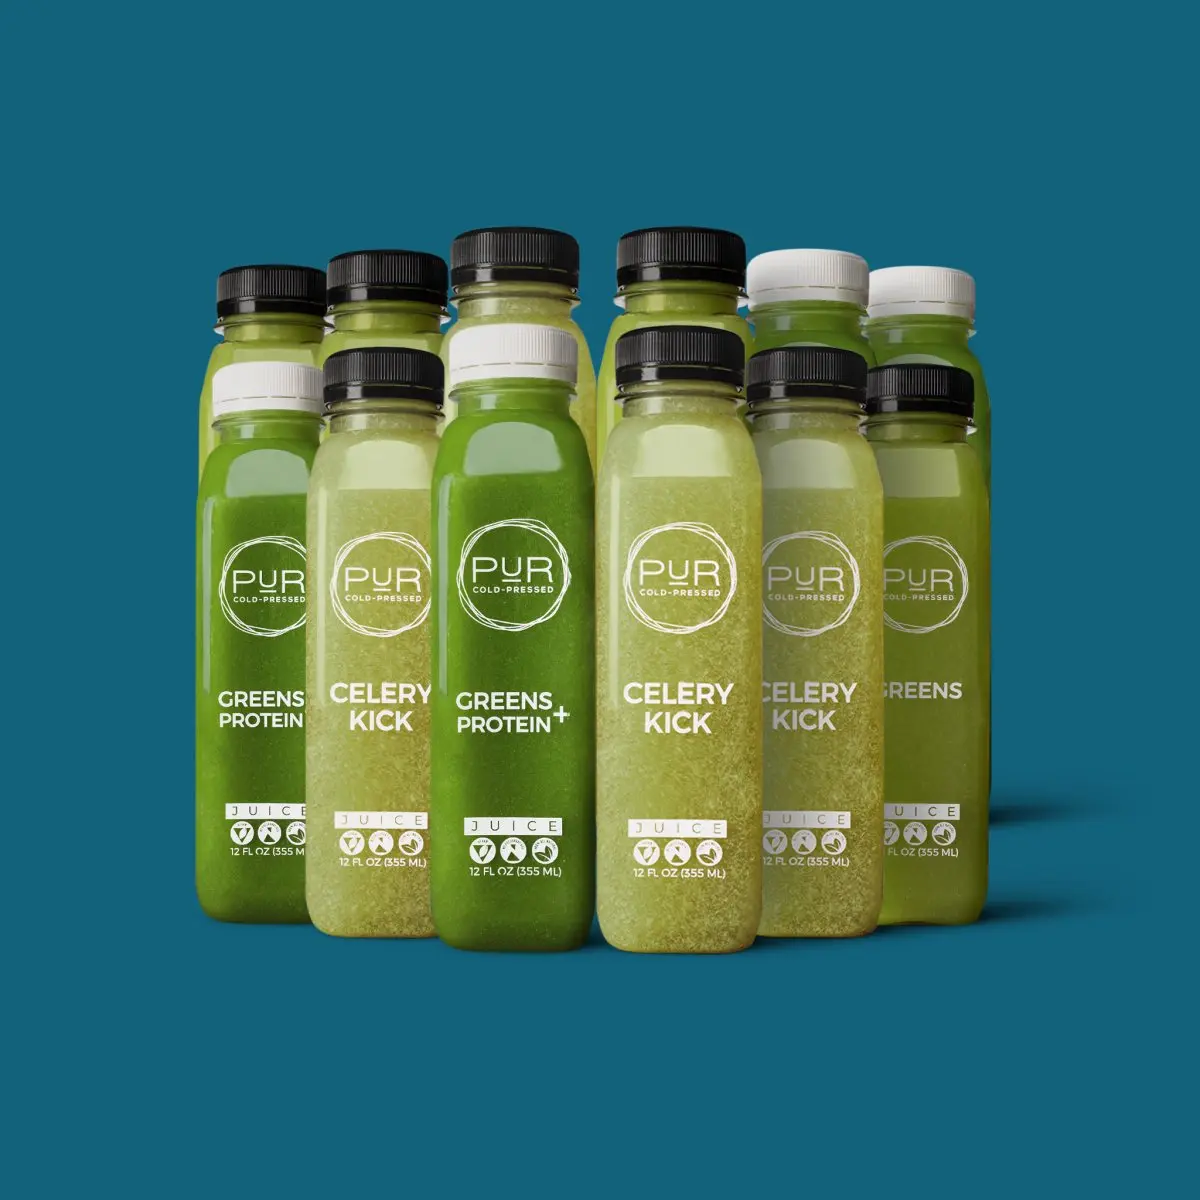 PUR
COLD-PRESSED
GREENS
PROTEIN
JUICE
12 FL OZ (355 ML)
PUR
COLD-PRESSED
CELERY
KICK
JUICE
12 FL OZ (355 ML)
PUR
COLD-PRESSED
GREENS
PROTEIN+
JUICE
12 FL OZ (355 ML)
PUR
COLD-PRESSED
CELERY
KICK
JUICE
12 FL OZ (355 ML)
PUR
COLD-PRESSED
CELERY
KICK
JUICE
12 FL OZ (355 ML)
PUR
COLD-PRESSED
GREENS
JUICE
FL OZ (355 ML)